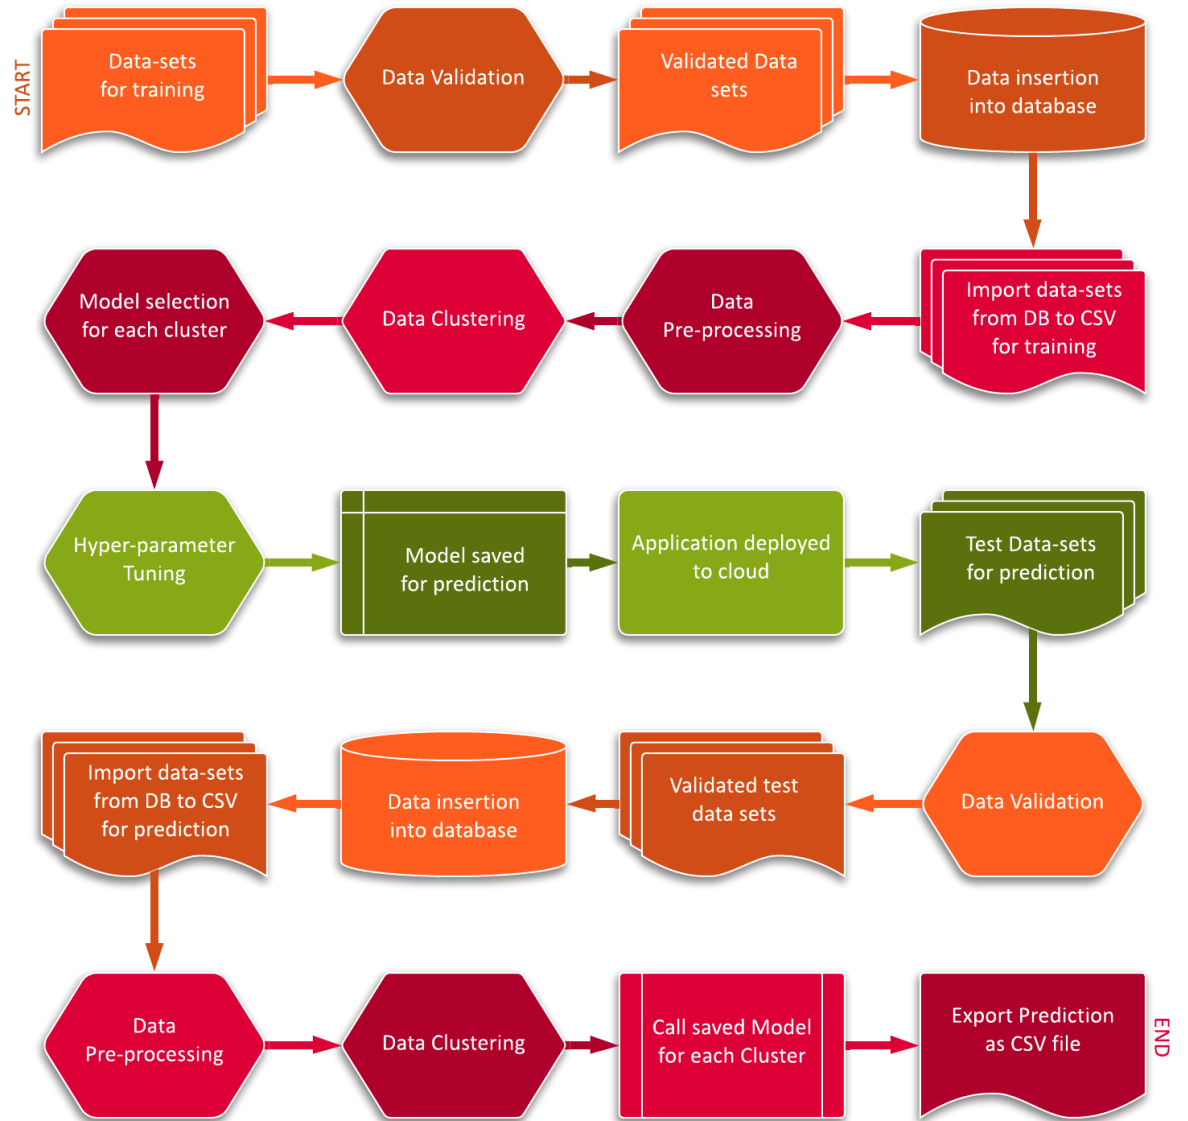 START
Data-sets
for training
Data Validation
Validated Data
sets
Data insertion
into database
Import data-sets
from DB to CSV
for training
Data
Pre-processing
Data Clustering
Model selection
for each cluster
Hyper-parameter
Tuning
Model saved
for prediction
Application deployed
to cloud
Test Data-sets
for prediction
Data Validation
Validated test
data sets
Data insertion
into database
Import data-sets
from DB to CSV
for prediction
Data
Pre-processing
Data Clustering
Call saved Model
for each Cluster
Export Prediction
as CSV file
END